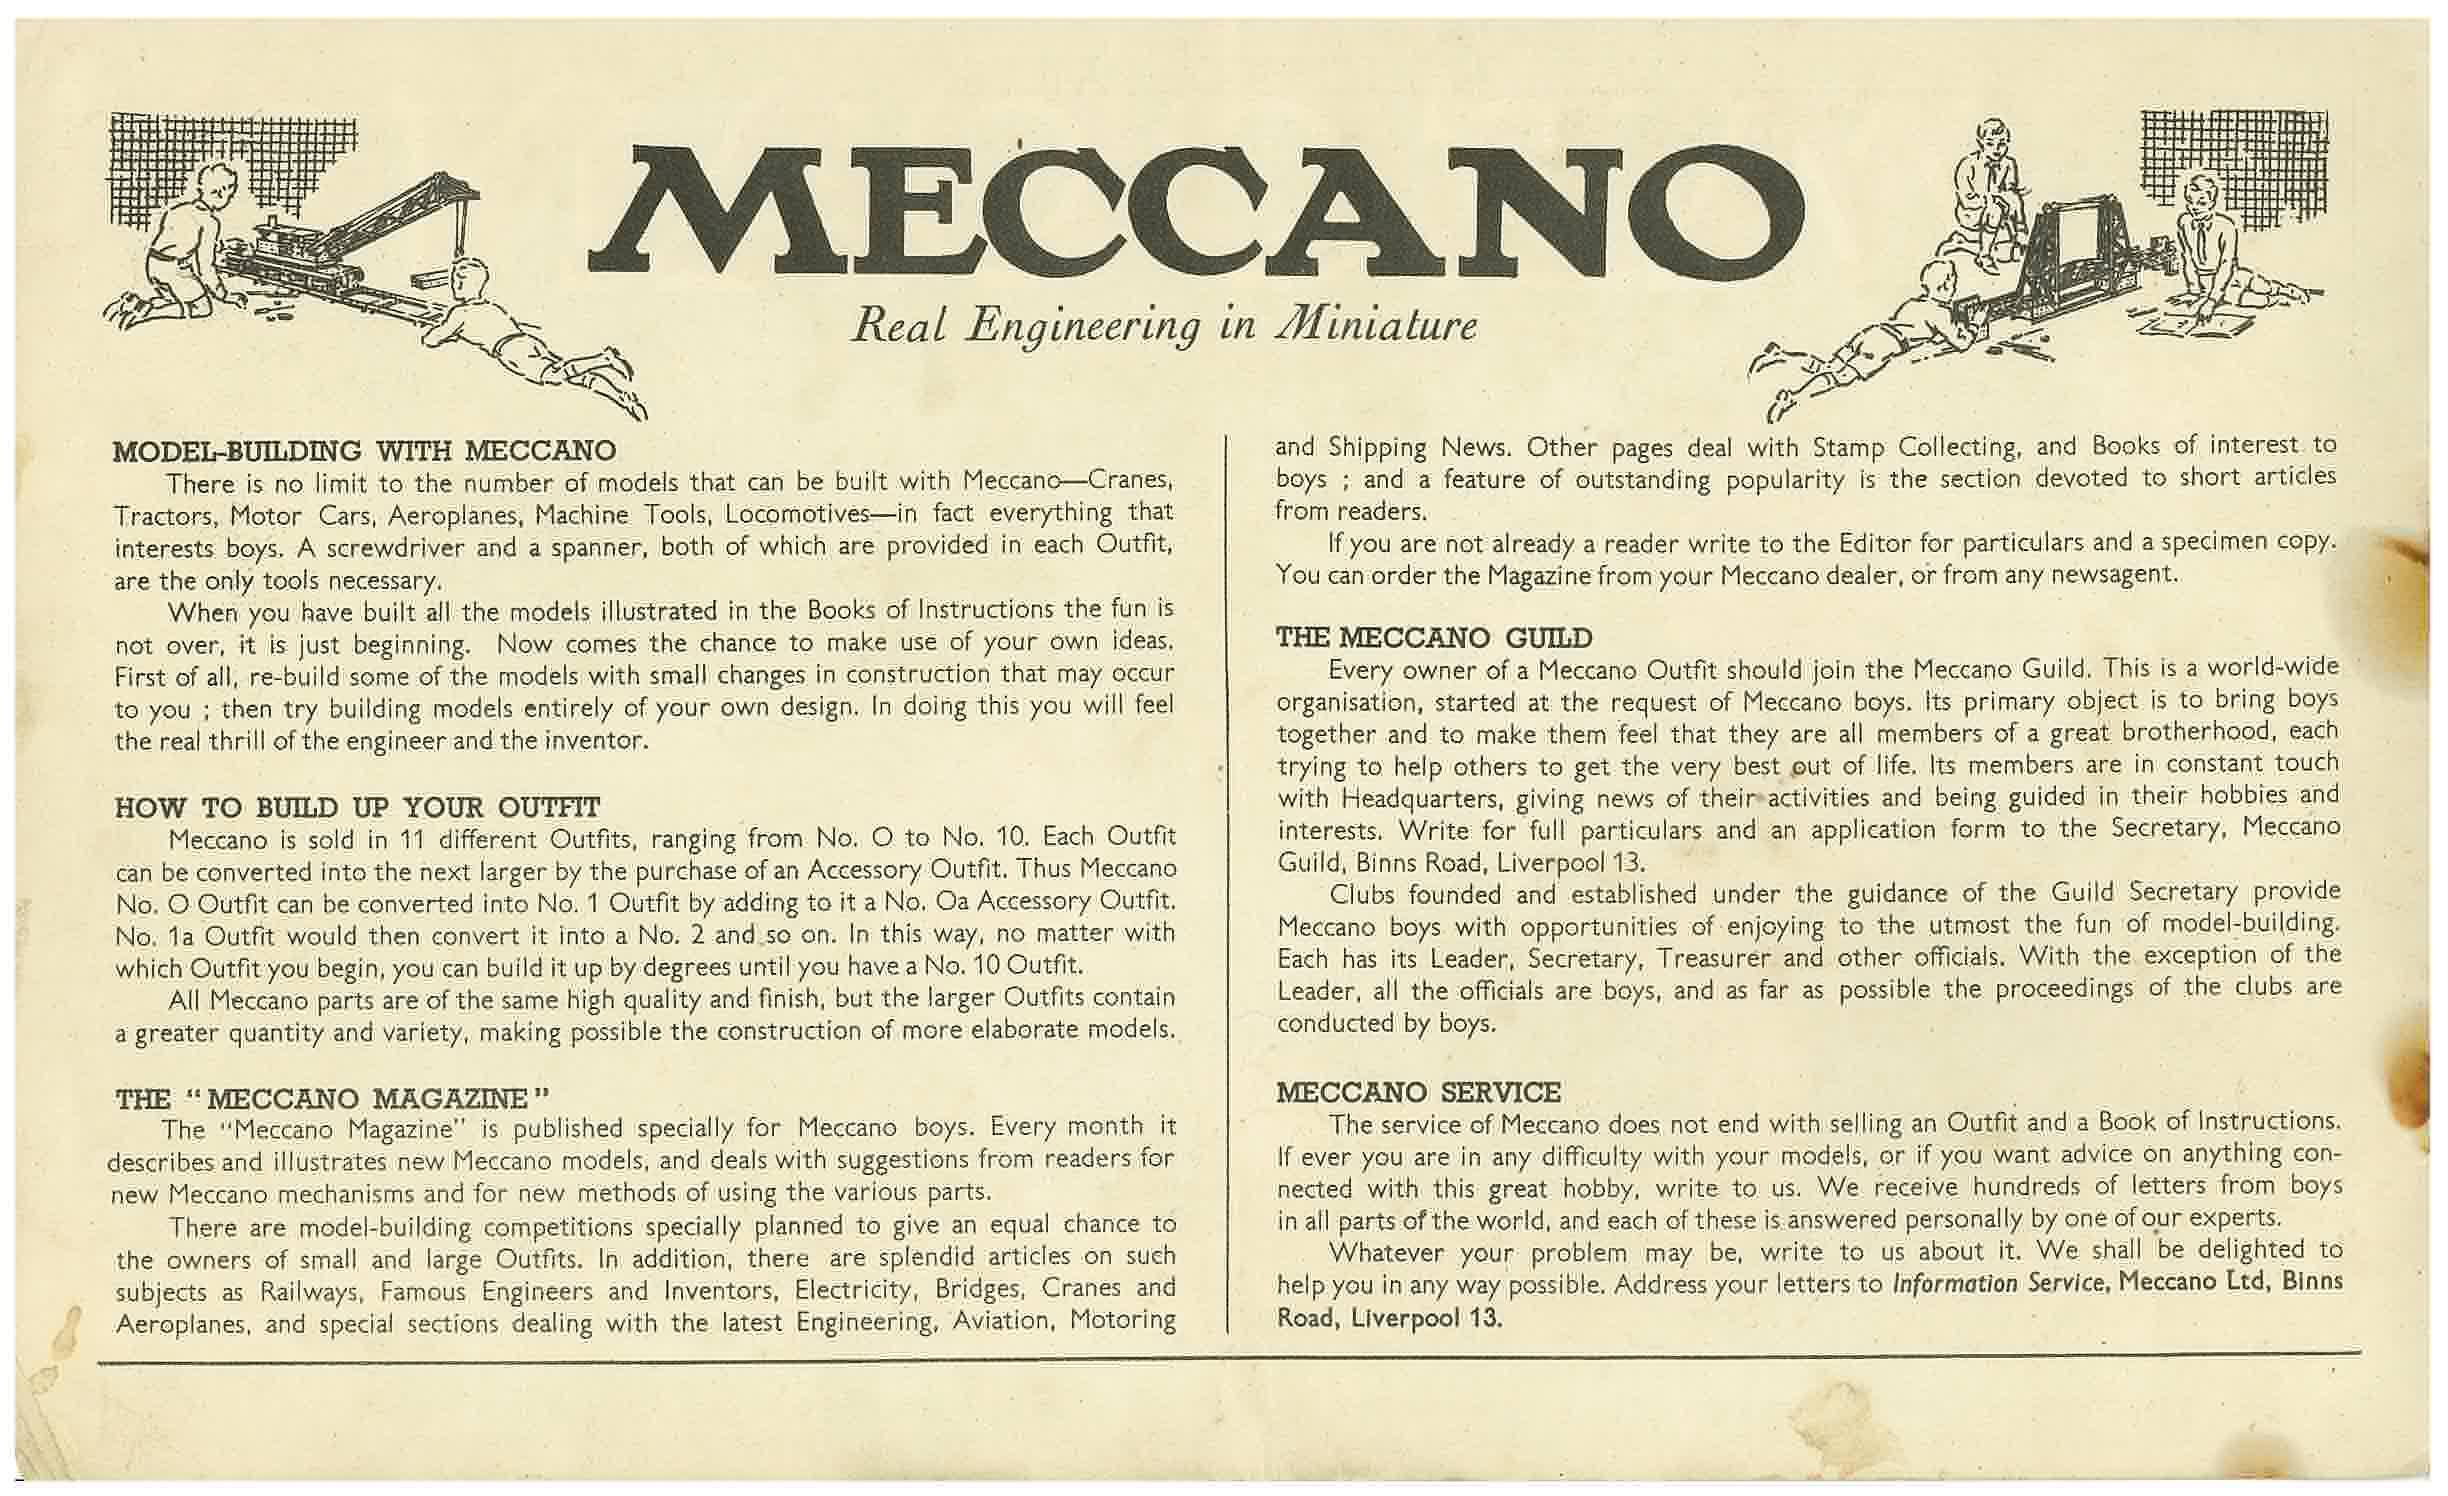 MECCANO
Real Engineering in Miniature
MODEL-BUILDING WITH MECCANO
There is no limit to the number of models that can be built with Meccano—Cranes,
Tractors, Motor Cars, Aeroplanes, Machine Tools, Locomotives—in fact everything that
interests boys. A screwdriver and a spanner, both of which are provided in each Outfit,
are the only tools necessary.
When you have built all the models illustrated in the Books of Instructions the fun is
not over, it is just beginning. Now comes the chance to make use of your own ideas.
First of all, re-build some of the models with small changes in construction that may occur
to you ; then try building models entirely of your own design. In doing this you will feel
the real thrill of the engineer and the inventor.
HOW TO BUILD UP YOUR OUTFIT
Meccano is sold in 11 different Outfits, ranging from No. O to No. 10. Each Outfit
can be converted into the next larger by the purchase of an Accessory Outfit. Thus Meccano
No. O Outfit can be converted into No. 1 Outfit by adding to it a No. Oa Accessory Outfit.
No. 1a Outfit would then convert it into a No. 2 and so on. In this way, no matter with
which Outfit you begin, you can build it up by degrees until you have a No. 10 Outfit.
All Meccano parts are of the same high quality and finish, but the larger Outfits contain
a greater quantity and variety, making possible the construction of more elaborate models.
THE "MECCANO MAGAZINE"
The "Meccano Magazine" is published specially for Meccano boys. Every month it
describes and illustrates new Meccano models, and deals with suggestions from readers for
new Meccano mechanisms and for new methods of using the various parts.
There are model-building competitions specially planned to give an equal chance to
the owners of small and large Outfits. In addition, there are splendid articles on such
subjects as Railways, Famous Engineers and Inventors, Electricity, Bridges, Cranes and
Aeroplanes, and special sections dealing with the latest Engineering, Aviation, Motoring
and Shipping News. Other pages deal with Stamp Collecting, and Books of interest to
boys ; and a feature of outstanding popularity is the section devoted to short articles
from readers.
If you are not already a reader write to the Editor for particulars and a specimen copy.
You can order the Magazine from your Meccano dealer, or from any newsagent.
THE MECCANO GUILD
Every owner of a Meccano Outfit should join the Meccano Guild. This is a world-wide
organisation, started at the request of Meccano boys. Its primary object is to bring boys
together and to make them feel that they are all members of a great brotherhood, each
trying to help others to get the very best out of life. Its members are in constant touch
with Headquarters, giving news of their activities and being guided in their hobbies and
interests. Write for full particulars and an application form to the Secretary, Meccano
Guild, Binns Road, Liverpool 13.
Clubs founded and established under the guidance of the Guild Secretary provide
Meccano boys with opportunities of enjoying to the utmost the fun of model-building.
Each has its Leader, Secretary, Treasurer and other officials. With the exception of the
Leader, all the officials are boys, and as far as possible the proceedings of the clubs are
conducted by boys.
MECCANO SERVICE
The service of Meccano does not end with selling an Outfit and a Book of Instructions.
If ever you are in any difficulty with your models, or if you want advice on anything con-
nected with this great hobby, write to us. We receive hundreds of letters from boys
in all parts of the world, and each of these is answered personally by one of our experts.
Whatever your problem may be, write to us about it. We shall be delighted to
help you in any way possible. Address your letters to Information Service, Meccano Ltd, Binns
Road, Liverpool 13.